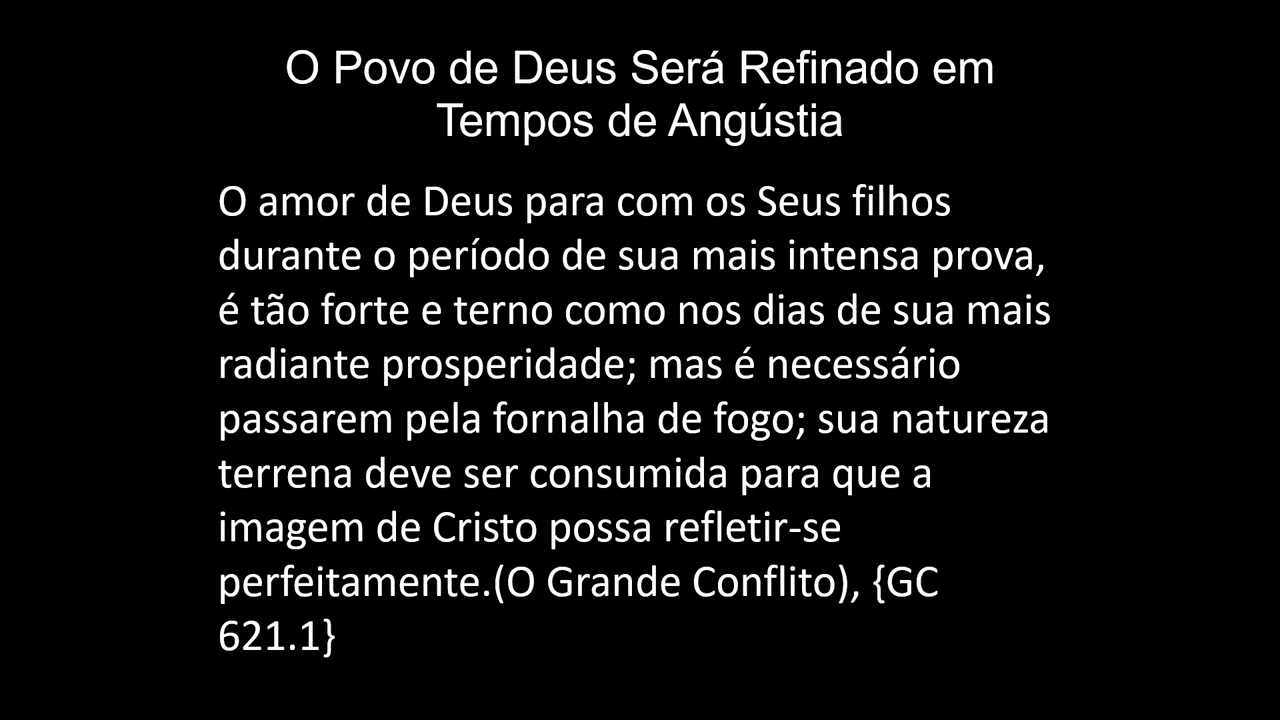 O Povo de Deus Será Refinado em
Tempos de Angústia
O amor de Deus para com os Seus filhos
durante o período de sua mais intensa prova,
é tão forte e terno como nos dias de sua mais
radiante prosperidade; mas é necessário
passarem pela fornalha de fogo; sua natureza
terrena deve ser consumida para que a
imagem de Cristo possa refletir-se
perfeitamente.(O Grande Conflito), {GC
621.1}